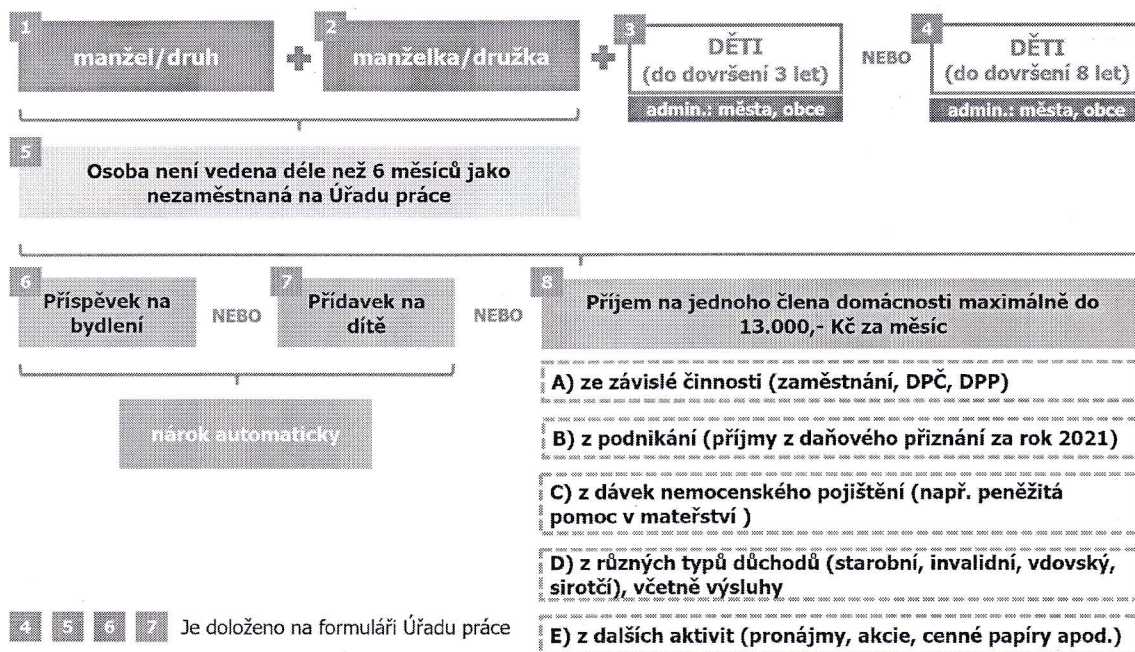 1
manžel/druh
2
manželka/družka
3
DĚTI
(do dovršení 3 let)
admin.: města, obce
NEBO
4
DĚTI
(do dovršení 8 let)
admin.: města, obce
5
Osoba není vedena déle než 6 měsíců jako
nezaměstnaná na Úřadu práce
6
Příspěvek na
bydlení
NEBO
7
Přídavek na
dítě
NEBO
8
Příjem na jednoho člena domácnosti maximálně do
13.000,- Kč za měsíc
nárok automaticky
A) ze závislé činnosti (zaměstnání, DPČ, DPP)
B) z podnikání (příjmy z daňového přiznání za rok 2021)
C) z dávek nemocenského pojištění (např. peněžitá
pomoc v mateřství )
D) z různých typů důchodů (starobní, invalidní, vdovský,
sirotčí), včetně výsluhy
E) z dalších aktivit (pronájmy, akcie, cenné papíry apod.)
4 5 6 7 Je doloženo na formuláři Úřadu práce